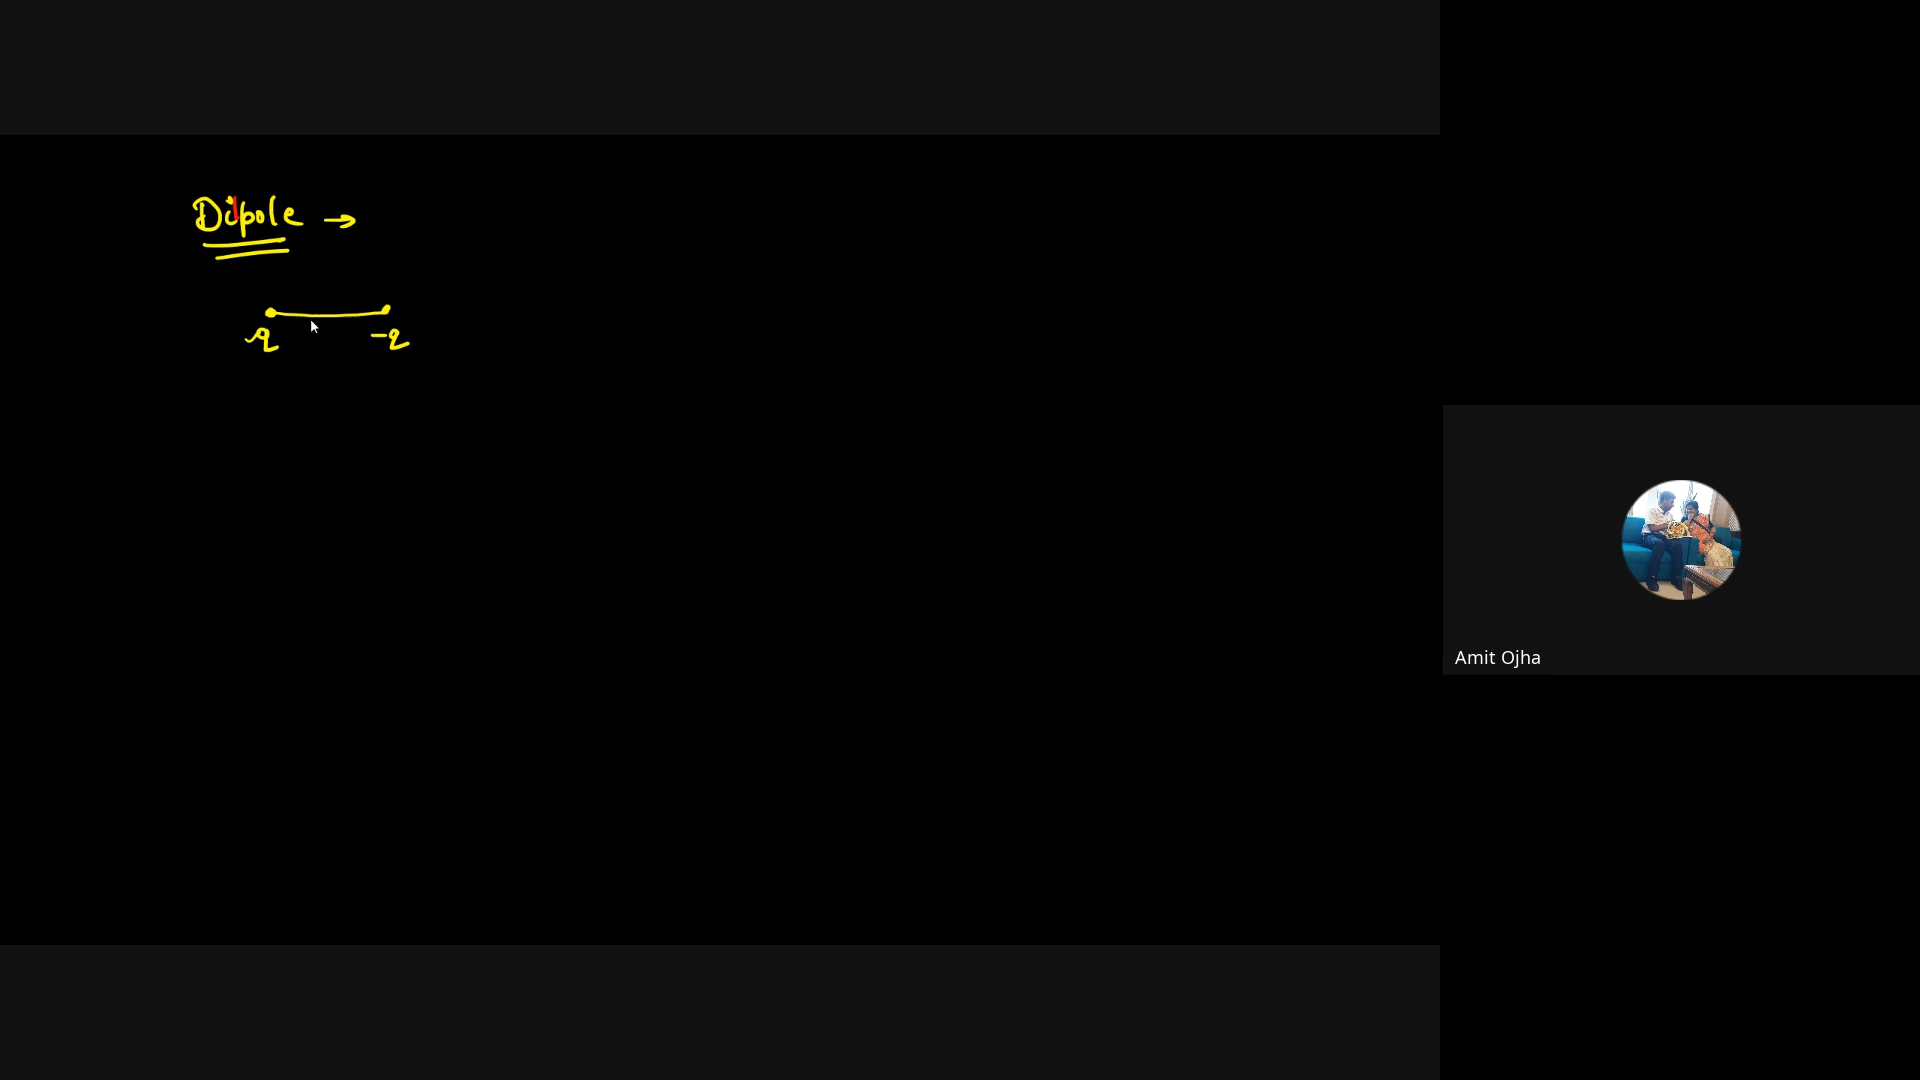 Dipole →
q -q
Amit Ojha